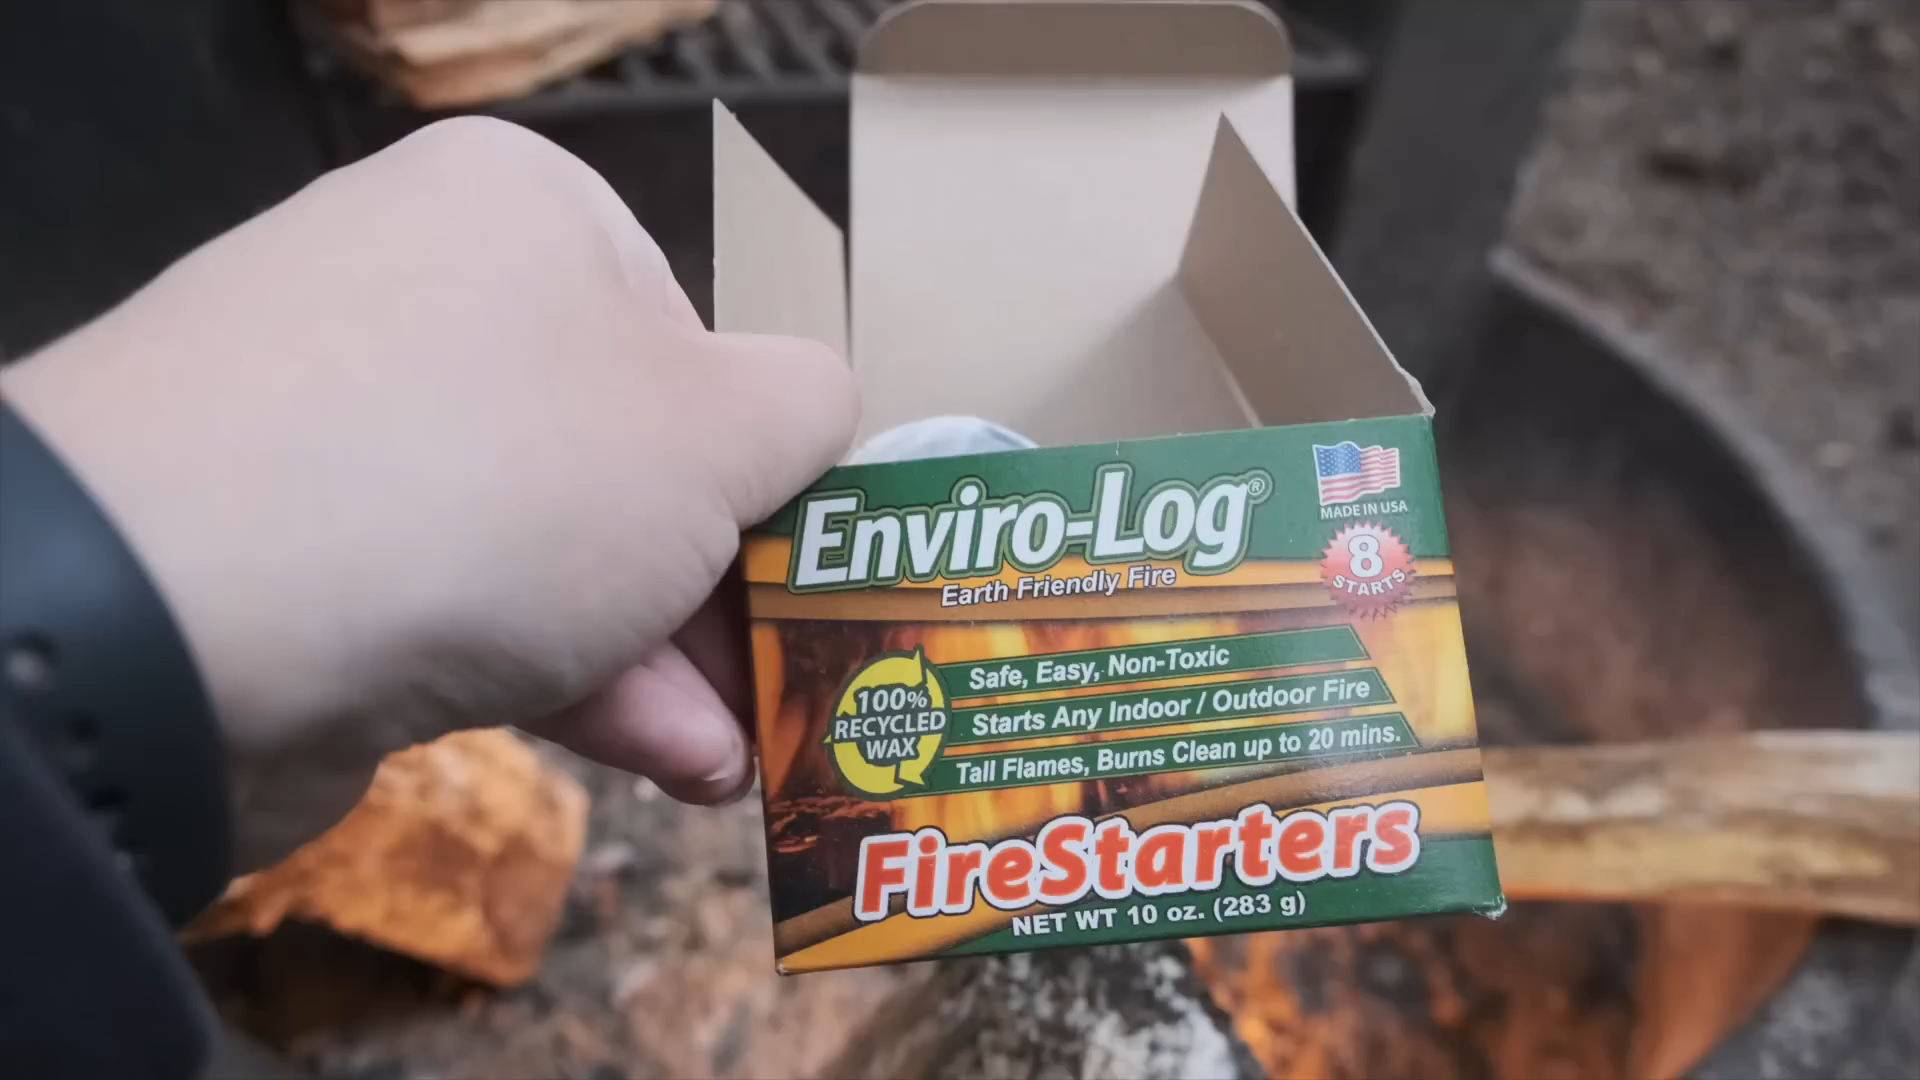 Enviro-Log®
Earth Friendly Fire
MADE IN USA
8
STARTS
100%
RECYCLED
WAX
Safe, Easy, Non-Toxic
Starts Any Indoor / Outdoor Fire
Tall Flames, Burns Clean up to 20 mins.
FireStarters
NET WT 10 oz. (283 g)